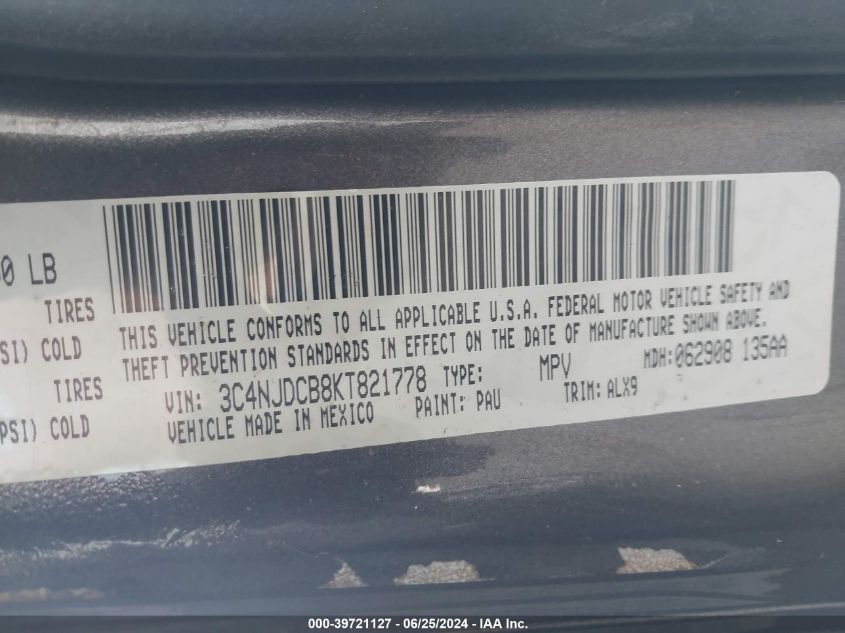 0 LB
TIRES
SI) COLD
TIRES
PSI) COLD
THIS VEHICLE CONFORMS TO ALL APPLICABLE U.S.A. FEDERAL MOTOR VEHICLE SAFETY AND
THEFT PREVENTION STANDARDS IN EFFECT ON THE DATE OF MANUFACTURE SHOWN ABOVE.
VIN: 3C4NJDCB8KT821778 TYPE: MPV MDH:062908 135AA
VEHICLE MADE IN MEXICO PAINT: PAU TRIM: ALX9
000-39721127 - 06/25/2024 - IAA Inc.